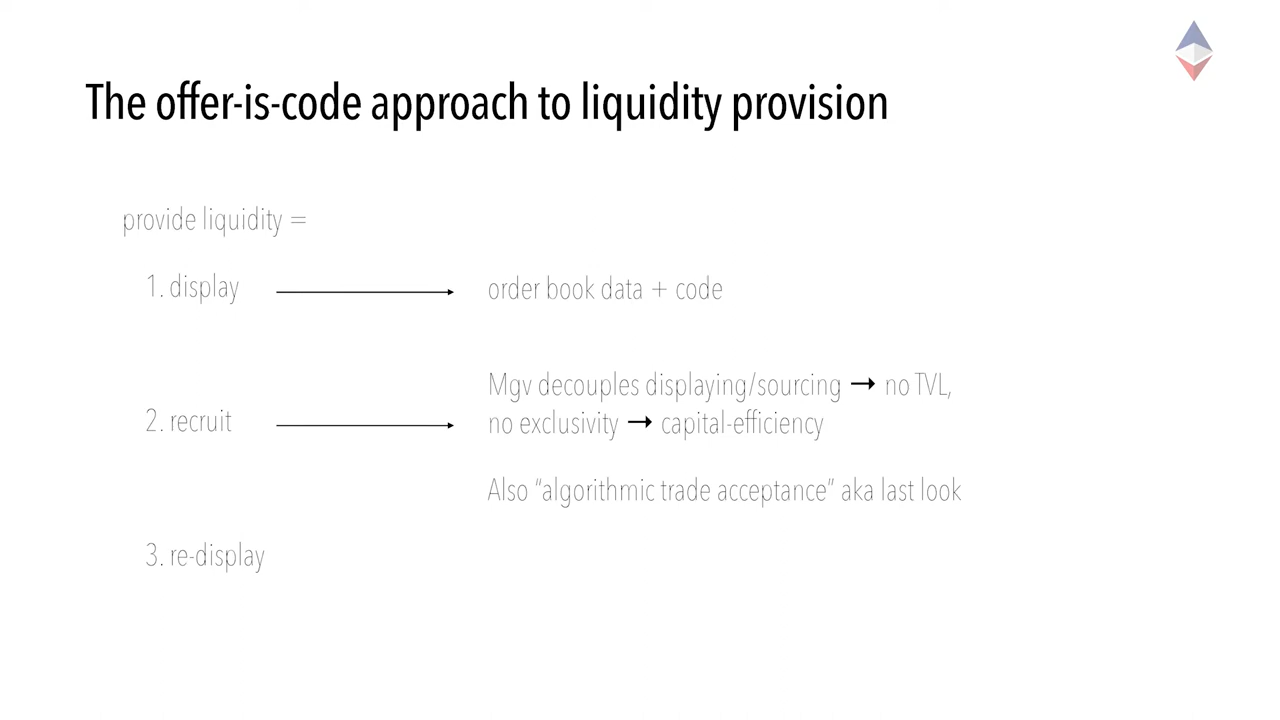 The offer-is-code approach to liquidity provision
provide liquidity =
1. display → order book data + code
Mgv decouples displaying/sourcing → no TVL,
2. recruit → no exclusivity → capital-efficiency
Also “algorithmic trade acceptance” aka last look
3. re-display